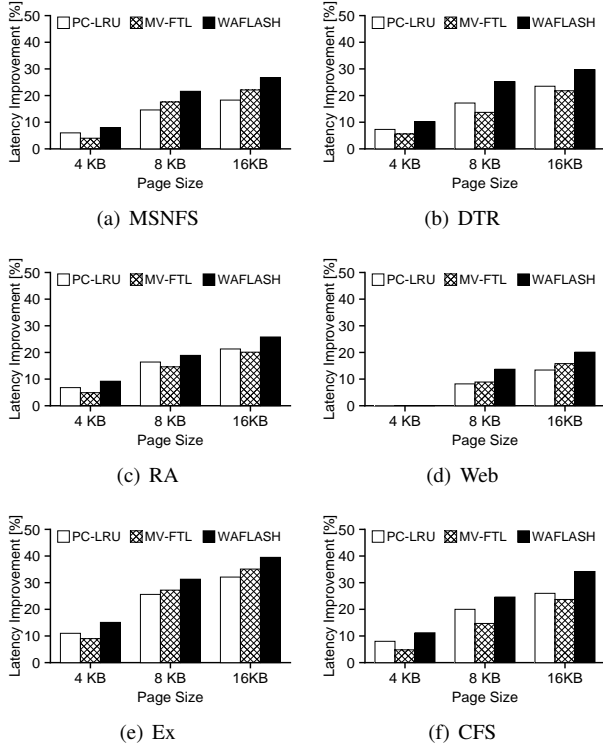 50
40
30
20
10
0
Latency Improvement [%]
PC-LRU MV-FTL WAFLASH
4 KB 8 KB 16KB
Page Size
(a) MSNFS
50
40
30
20
10
0
Latency Improvement [%]
PC-LRU MV-FTL WAFLASH
4 KB 8 KB 16KB
Page Size
(b) DTR
50
40
30
20
10
0
Latency Improvement [%]
PC-LRU MV-FTL WAFLASH
4 KB 8 KB 16KB
Page Size
(c) RA
50
40
30
20
10
0
Latency Improvement [%]
PC-LRU MV-FTL WAFLASH
4 KB 8 KB 16KB
Page Size
(d) Web
50
40
30
20
10
0
Latency Improvement [%]
PC-LRU MV-FTL WAFLASH
4 KB 8 KB 16KB
Page Size
(e) Ex
50
40
30
20
10
0
Latency Improvement [%]
PC-LRU MV-FTL WAFLASH
4 KB 8 KB 16KB
Page Size
(f) CFS